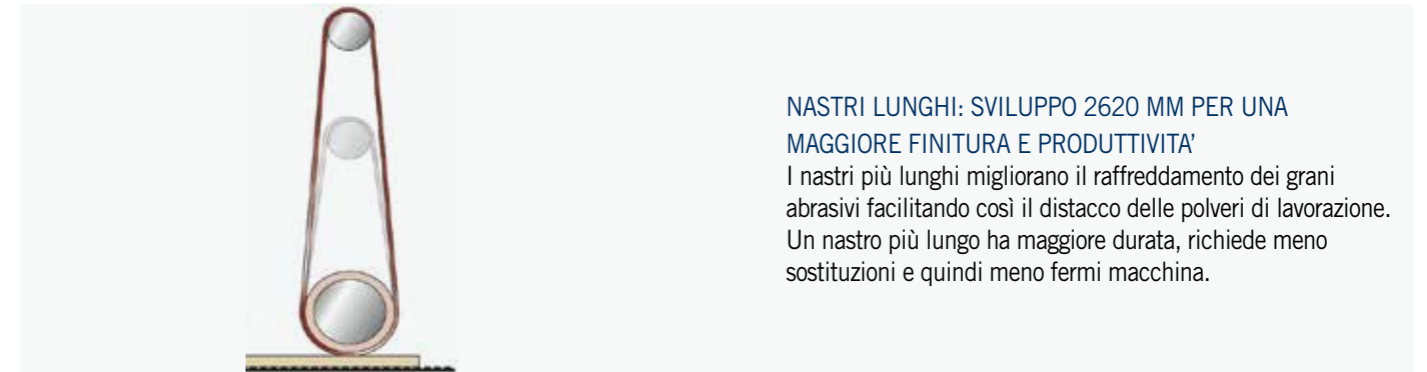 NASTRI LUNGHI: SVILUPPO 2620 MM PER UNA
MAGGIORE FINITURA E PRODUTTIVITA’
I nastri più lunghi migliorano il raffreddamento dei grani
abrasivi facilitando così il distacco delle polveri di lavorazione.
Un nastro più lungo ha maggiore durata, richiede meno
sostituzioni e quindi meno fermi macchina.